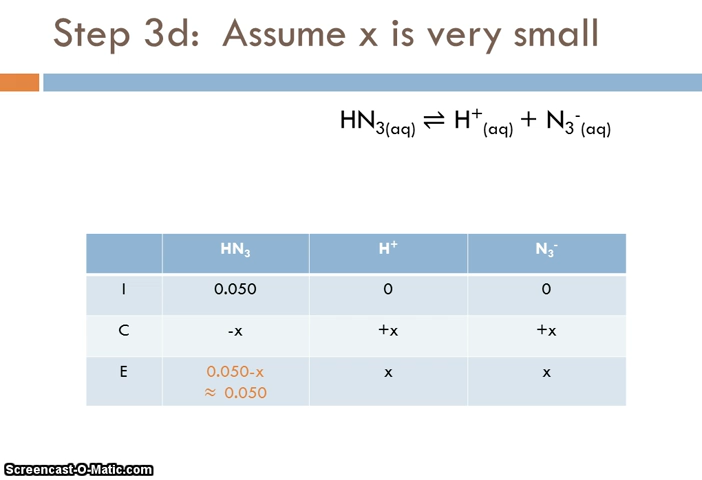 Step 3d: Assume x is very small
HN₃(aq) ⇌ H⁺(aq) + N₃⁻(aq)
HN₃ H⁺ N₃⁻
I 0.050 0 0
C -x +x +x
E 0.050-x x x
≈ 0.050
Screencast-O-Matic.com